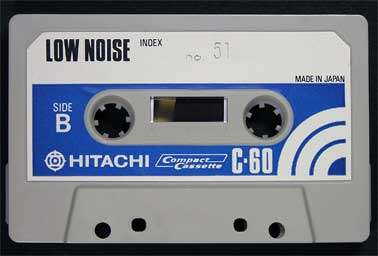 LOW NOISE INDEX
no. 51
MADE IN JAPAN
SIDE
B
HITACHI Compact Cassette C-60